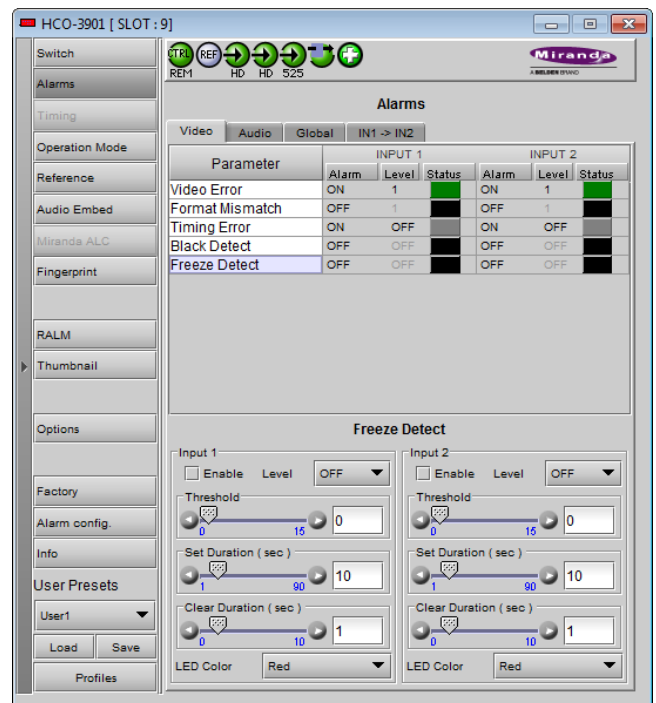 HCO-3901 [ SLOT : 9]
Switch
Alarms
Timing
Operation Mode
Reference
Audio Embed
Miranda ALC
Fingerprint
RALM
Thumbnail
Options
Factory
Alarm config.
Info
User Presets
User1
Load Save
Profiles
CTRL REF
REM HD HD 525
Miranda
A BELDEN BRAND
Alarms
Video Audio Global IN1 -> IN2
Parameter INPUT 1 INPUT 2
Alarm Level Status Alarm Level Status
Video Error ON 1 ON 1
Format Mismatch OFF 1 OFF 1
Timing Error ON OFF ON OFF
Black Detect OFF OFF OFF OFF
Freeze Detect OFF OFF OFF OFF
Freeze Detect
Input 1
Enable Level OFF
Threshold
0 15 0
Set Duration ( sec )
1 90 10
Clear Duration ( sec )
0 10 1
LED Color Red
Input 2
Enable Level OFF
Threshold
0 15 0
Set Duration ( sec )
1 90 10
Clear Duration ( sec )
0 10 1
LED Color Red